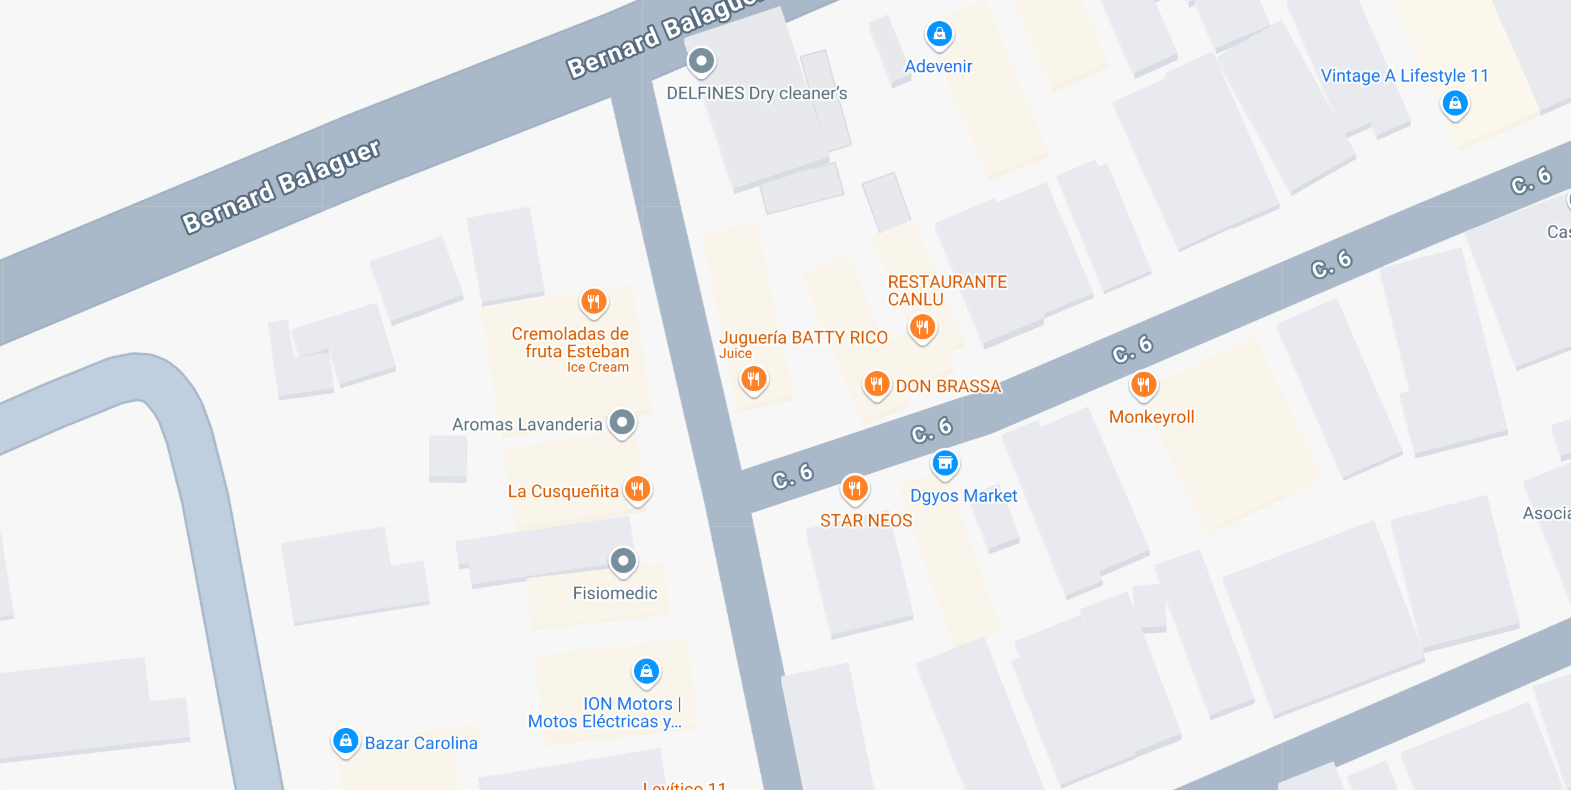 Bernard Balaguer
DELFINES Dry cleaner's
Adevenir
Vintage A Lifestyle 11
Bernard Balaguer
C. 6
C. 6
C. 6
C. 6
C. 6
RESTAURANTE
CANLU
Cremoladas de
fruta Esteban
Ice Cream
Juguería BATTY RICO
Juice
DON BRASSA
Monkeyroll
Aromas Lavanderia
La Cusqueñita
Dgyos Market
STAR NEOS
Fisiomedic
ION Motors |
Motos Eléctricas y...
Bazar Carolina
Levítico 11